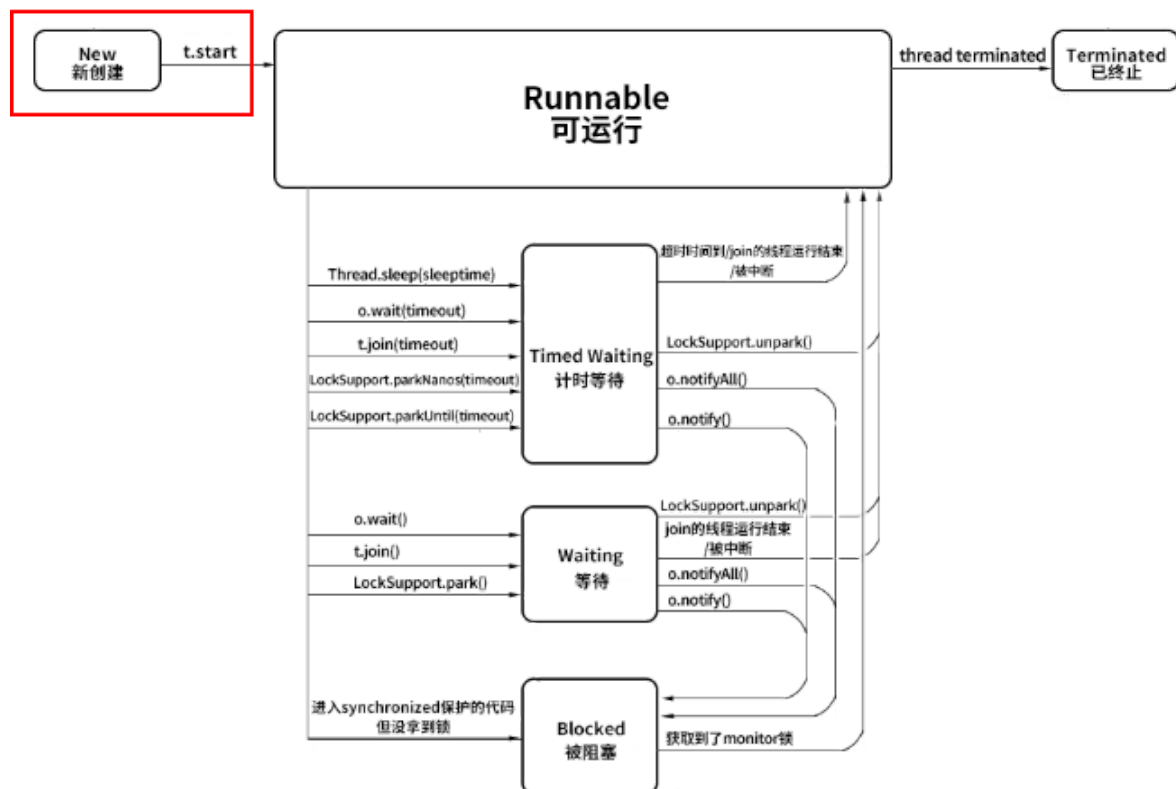 New
新创建
t.start
Runnable
可运行
thread terminated
Terminated
已终止
Thread.sleep(sleeptime)
o.wait(timeout)
t.join(timeout)
LockSupport.parkNanos(timeout)
LockSupport.parkUntil(timeout)
Timed Waiting
计时等待
超时时间到/join的线程运行结束
/被中断
LockSupport.unpark()
o.notifyAll()
o.notify()
o.wait()
t.join()
LockSupport.park()
Waiting
等待
LockSupport.unpark()
join的线程运行结束
/被中断
o.notifyAll()
o.notify()
进入synchronized保护的代码
但没拿到锁
Blocked
被阻塞
获取到了monitor锁